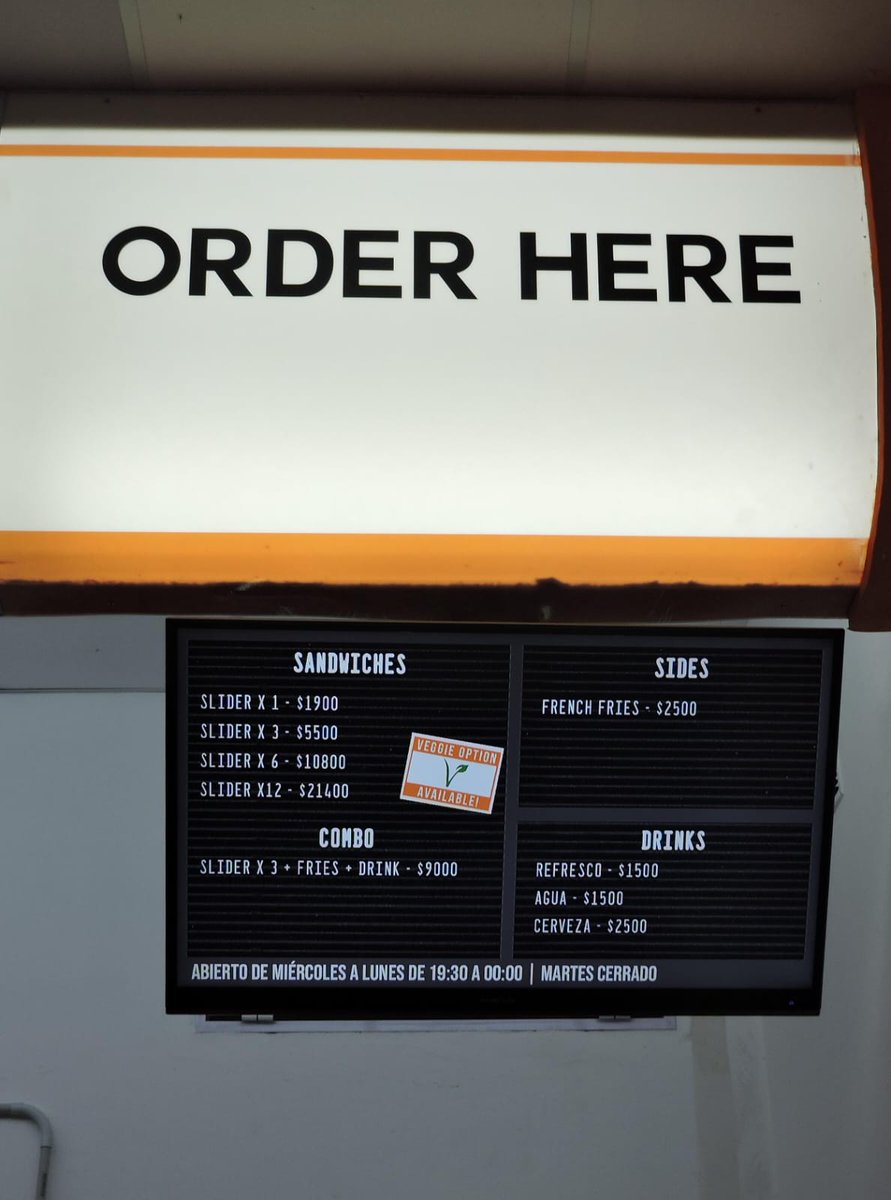 ORDER HERE
SANDWICHES
SLIDER X 1 - $1900
SLIDER X 3 - $5500
SLIDER X 6 - $10800
SLIDER X12 - $21400
VEGGIE OPTION
AVAILABLE!
COMBO
SLIDER X 3 + FRIES + DRINK - $9000
SIDES
FRENCH FRIES - $2500
DRINKS
REFRESCO - $1500
AGUA - $1500
CERVEZA - $2500
ABIERTO DE MIÉRCOLES A LUNES DE 19:30 A 00:00 | MARTES CERRADO